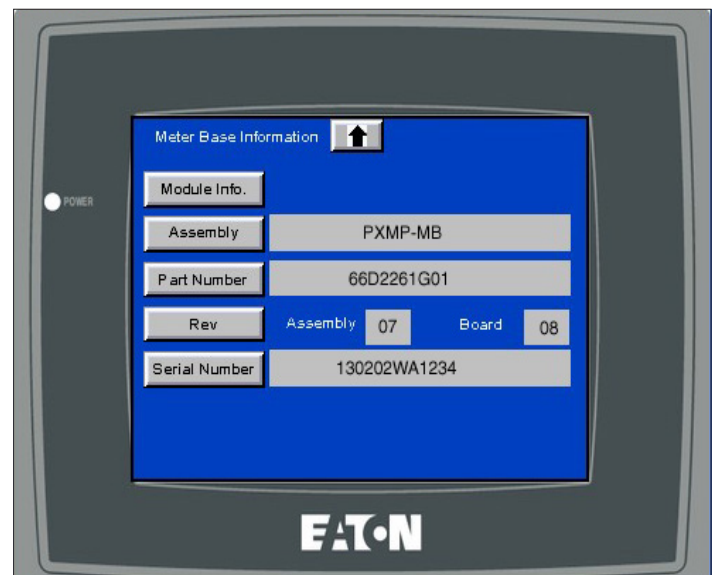 Meter Base Information
Module Info.
POWER
Assembly PXMP-MB
Part Number 66D2261G01
Rev Assembly 07 Board 08
Serial Number 130202WA1234
EATON